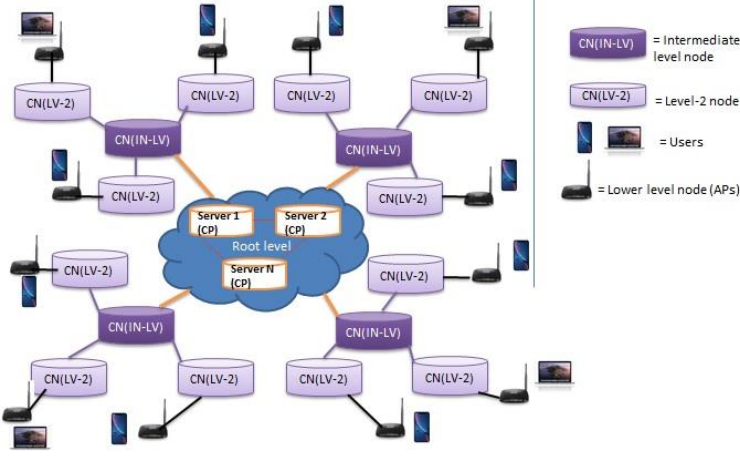 CN(LV-2)
CN(LV-2)
CN(LV-2)
CN(LV-2)
CN(IN-LV)
CN(IN-LV)
CN(LV-2)
CN(LV-2)
Server 1
(CP)
Server 2
(CP)
Root level
Server N
(CP)
CN(LV-2)
CN(LV-2)
CN(IN-LV)
CN(IN-LV)
CN(LV-2)
CN(LV-2)
CN(LV-2)
CN(LV-2)
CN(IN-LV)
= Intermediate
level node
CN(LV-2)
= Level-2 node
= Users
= Lower level node (APs)